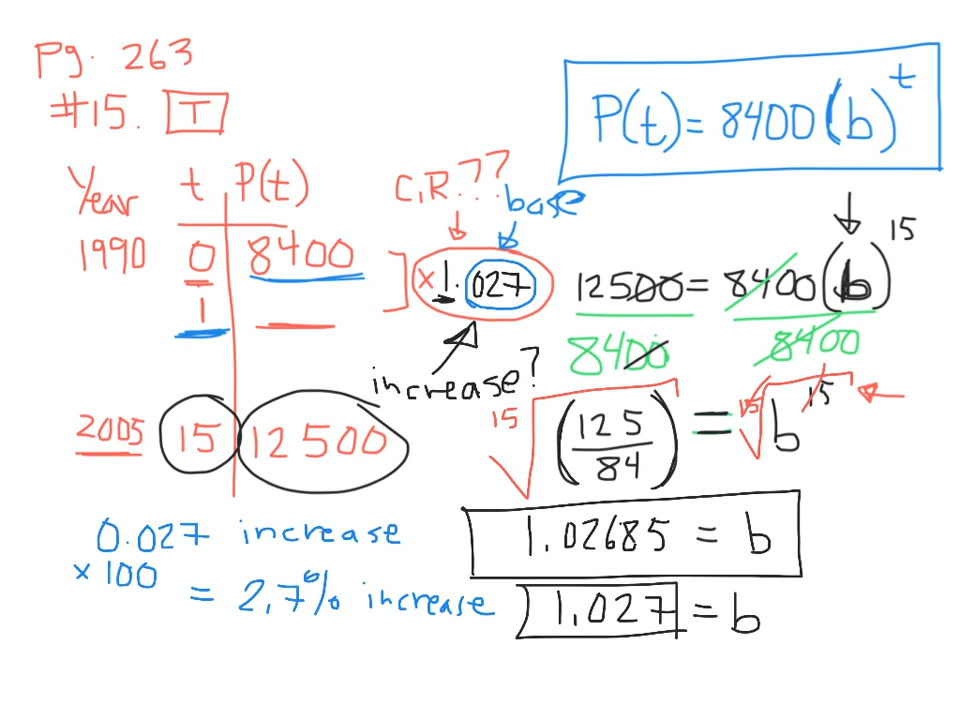 Pg. 263
#15. T
P(t) = 8400(b)^t
Year t P(t)
C.R.??
base
1990 0 8400
×1.027
1
increase?
12500 = 8400(b)^15
8400 8400
2005 15 12500
15√(125/84) = 15√b^15
0.027 increase
×100
= 2.7% increase
1.02685 = b
1.027 = b